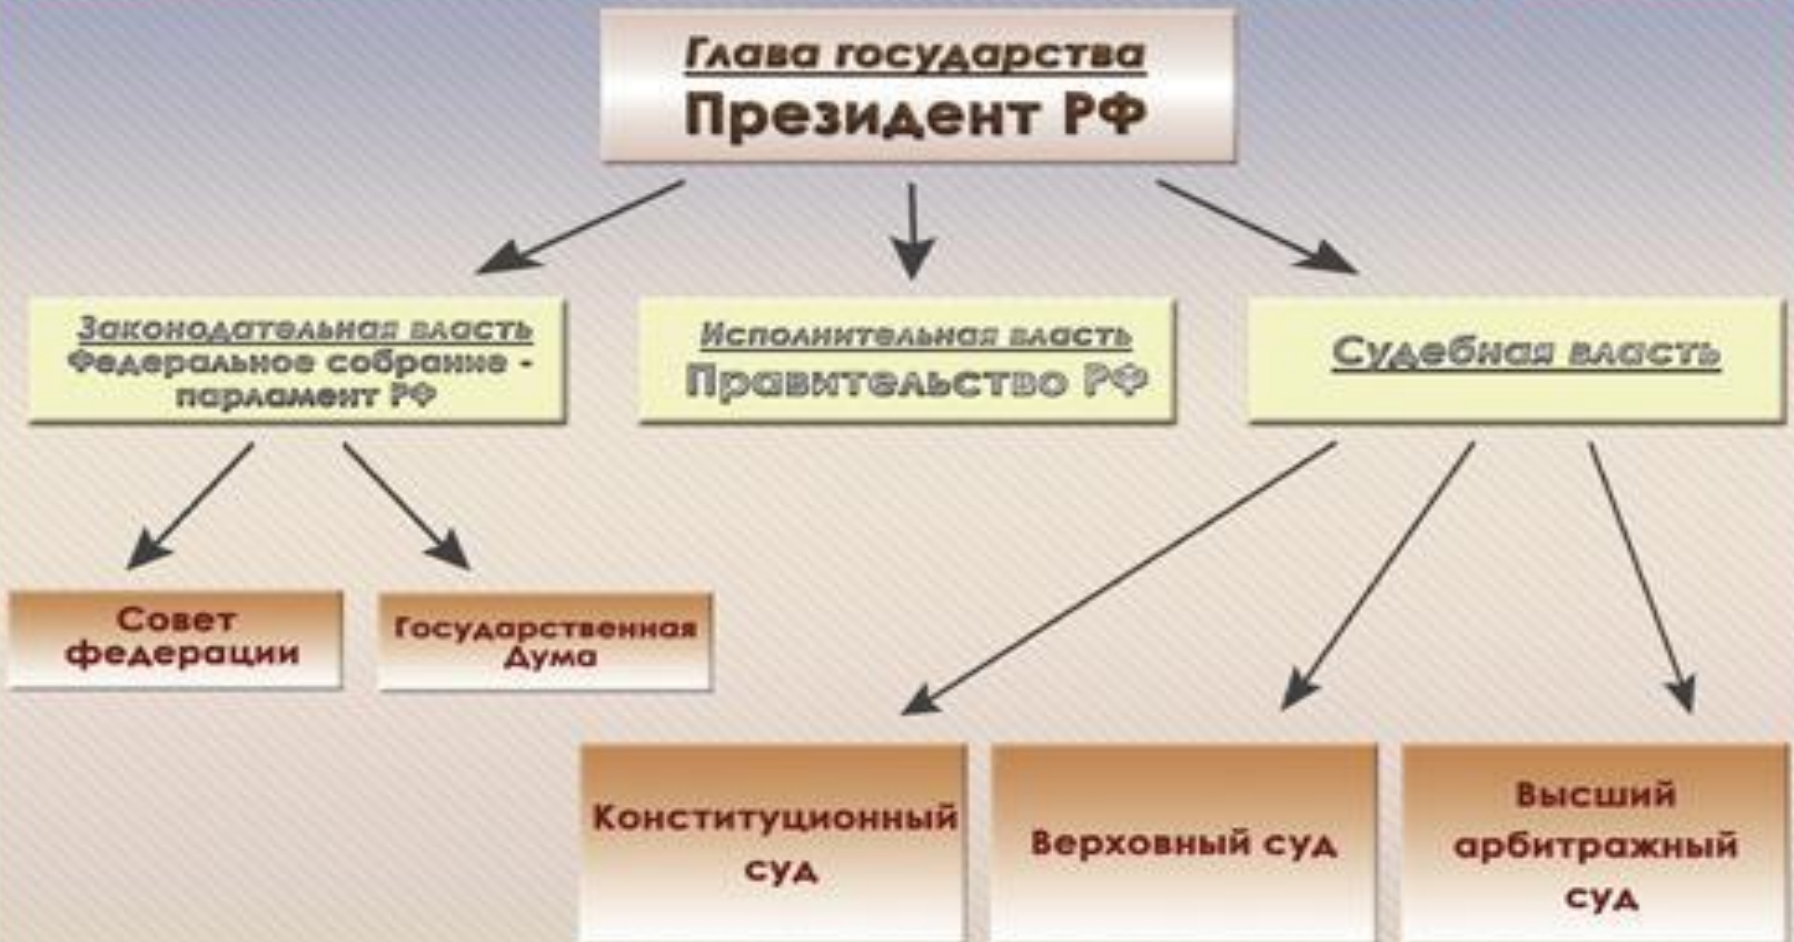 Глава государства
Президент РФ
Законодательная власть
Федеральное собрание -
парламент РФ
Исполнительная власть
Правительство РФ
Судебная власть
Совет
федерации
Государственная
Дума
Конституционный
суд
Верховный суд
Высший
арбитражный
суд